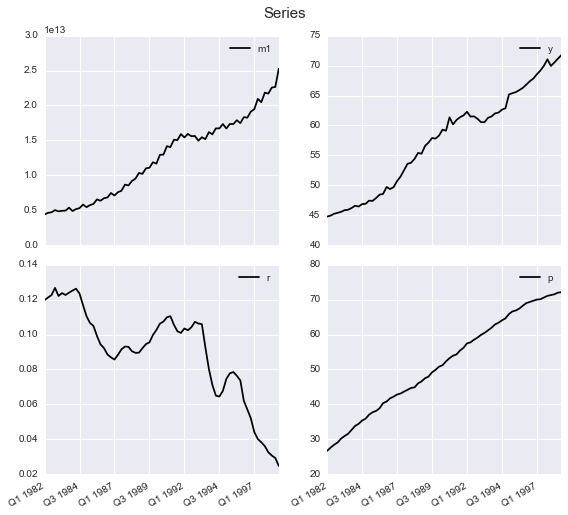 Series
1e13
3.0
2.5
2.0
1.5
1.0
0.5
0.0
m1
75
70
65
60
55
50
45
40
y
0.14
0.12
0.10
0.08
0.06
0.04
0.02
r
Q1 1982
Q3 1984
Q1 1987
Q3 1989
Q1 1992
Q3 1994
Q1 1997
80
70
60
50
40
30
20
p
Q1 1982
Q3 1984
Q1 1987
Q3 1989
Q1 1992
Q3 1994
Q1 1997